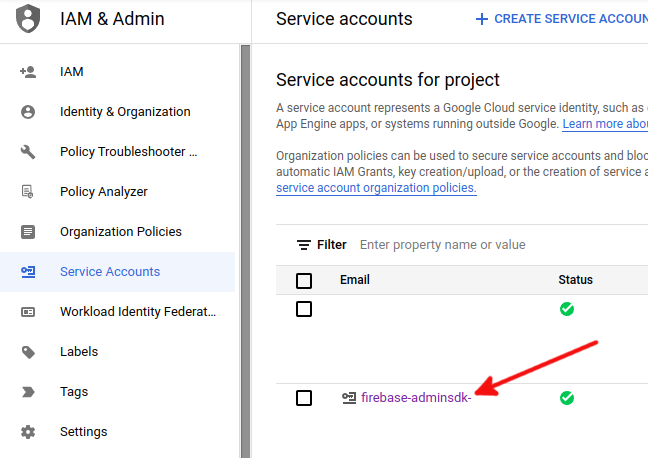 IAM & Admin
Service accounts
CREATE SERVICE ACCOUN
IAM
Identity & Organization
Policy Troubleshooter ...
Policy Analyzer
Organization Policies
Service Accounts
Workload Identity Federat...
Labels
Tags
Settings
Service accounts for project
A service account represents a Google Cloud service identity, such as
App Engine apps, or systems running outside Google. Learn more abou
Organization policies can be used to secure service accounts and bloc
automatic IAM Grants, key creation/upload, or the creation of service a
service account organization policies.
Filter Enter property name or value
Email Status
firebase-adminsdk-